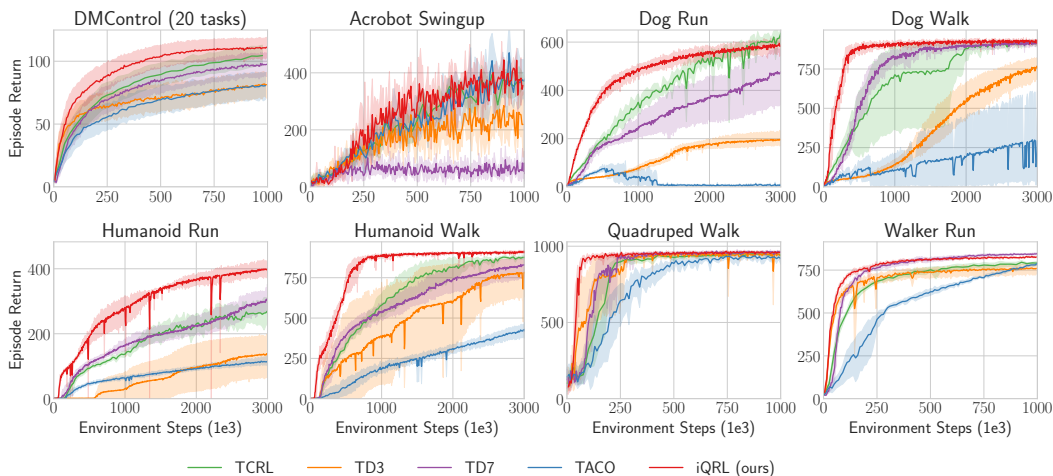 DMControl (20 tasks)
Acrobot Swingup
Dog Run
Dog Walk
Episode Return
100
50
0
0 250 500 750 1000
400
200
0
0 250 500 750 1000
600
400
200
0
0 1000 2000 3000
750
500
250
0
0 1000 2000 3000
Humanoid Run
Humanoid Walk
Quadruped Walk
Walker Run
Episode Return
400
200
0
0 1000 2000 3000
750
500
250
0
0 1000 2000 3000
1000
500
0
0 250 500 750 1000
750
500
250
0
0 250 500 750 1000
Environment Steps (1e3)
Environment Steps (1e3)
Environment Steps (1e3)
Environment Steps (1e3)
TCRL TD3 TD7 TACO iQRL (ours)